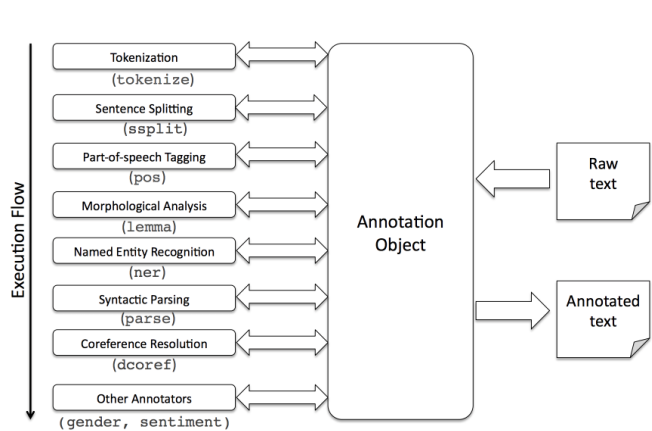 Execution Flow
Tokenization
(tokenize)
Sentence Splitting
(ssplit)
Part-of-speech Tagging
(pos)
Morphological Analysis
(lemma)
Named Entity Recognition
(ner)
Syntactic Parsing
(parse)
Coreference Resolution
(dcoref)
Other Annotators
(gender, sentiment)
Annotation
Object
Raw
text
Annotated
text